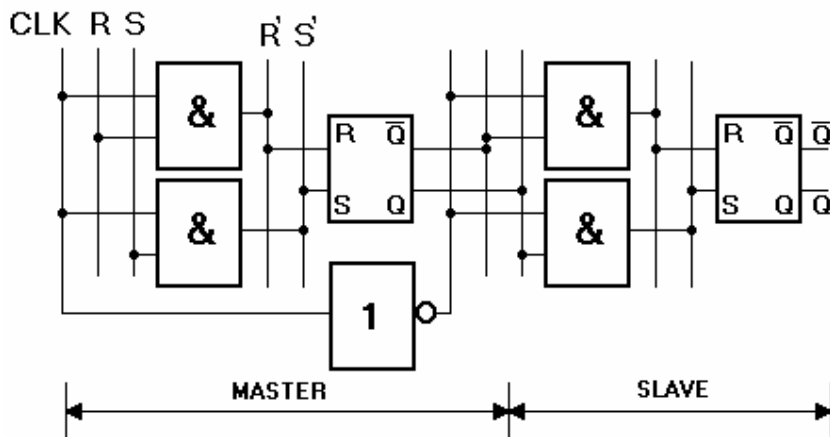 CLK R S R' S'
& &
R Q̅ R Q̅ Q̅
S Q S Q Q
& &
1
MASTER SLAVE